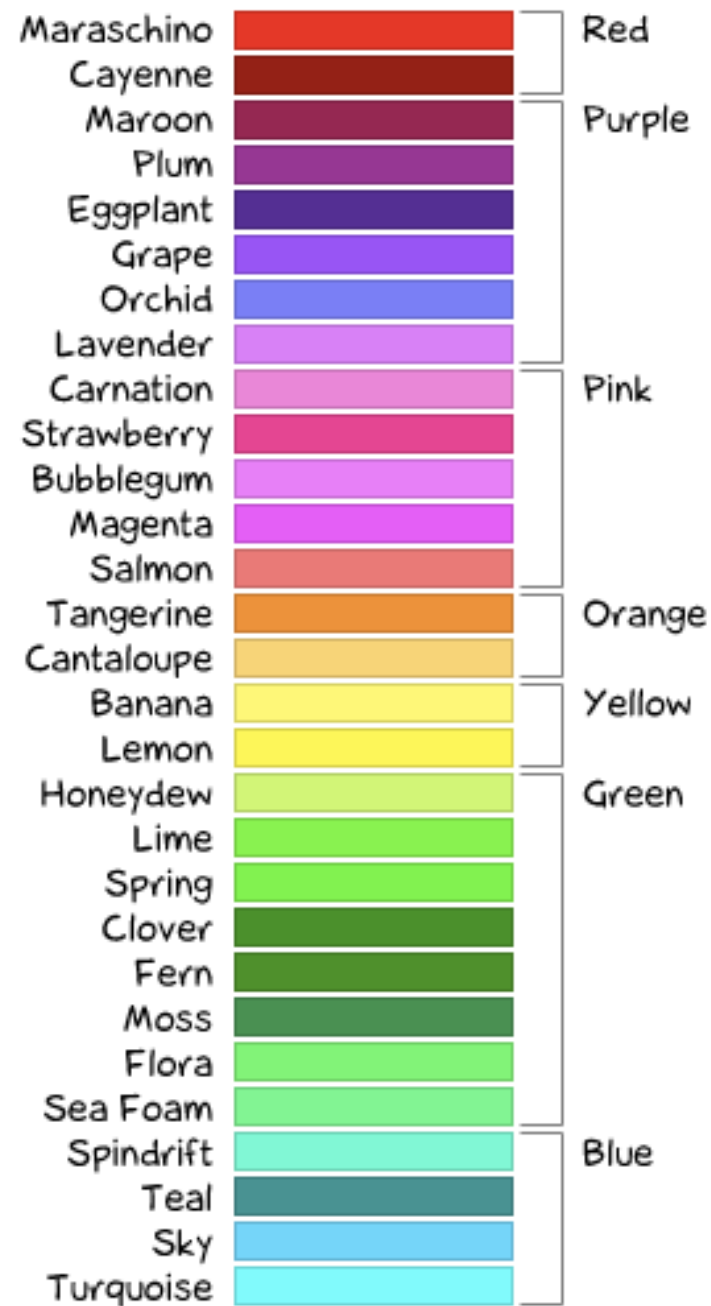 Maraschino Red
Cayenne
Maroon Purple
Plum
Eggplant
Grape
Orchid
Lavender
Carnation Pink
Strawberry
Bubblegum
Magenta
Salmon
Tangerine Orange
Cantaloupe
Banana Yellow
Lemon
Honeydew Green
Lime
Spring
Clover
Fern
Moss
Flora
Sea Foam
Spindrift Blue
Teal
Sky
Turquoise